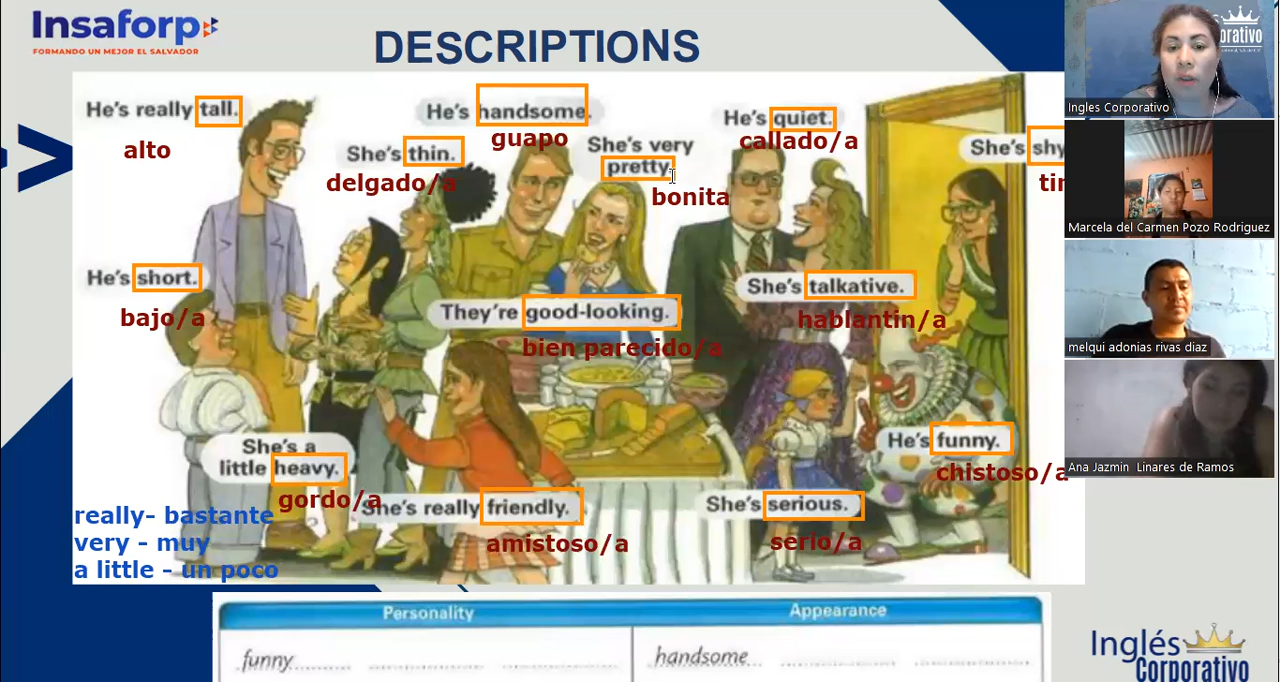 Insaforp
FORMANDO UN MEJOR EL SALVADOR
DESCRIPTIONS
He's really tall.
alto
He's handsome.
guapo
She's thin.
delgado/a
She's very
pretty.
bonita
He's quiet.
callado/a
She's shy
tim
He's short.
bajo/a
They're good-looking.
bien parecido/a
She's talkative.
hablantin/a
She's a
little heavy.
gordo/a
She's really friendly.
amistoso/a
She's serious.
serio/a
He's funny.
chistoso/a
really- bastante
very - muy
a little - un poco
Personality
Appearance
funny
handsome
Inglés
Corporativo
orativo
Ingles Corporativo
Marcela del Carmen Pozo Rodriguez
melqui adonias rivas diaz
Ana Jazmin Linares de Ramos